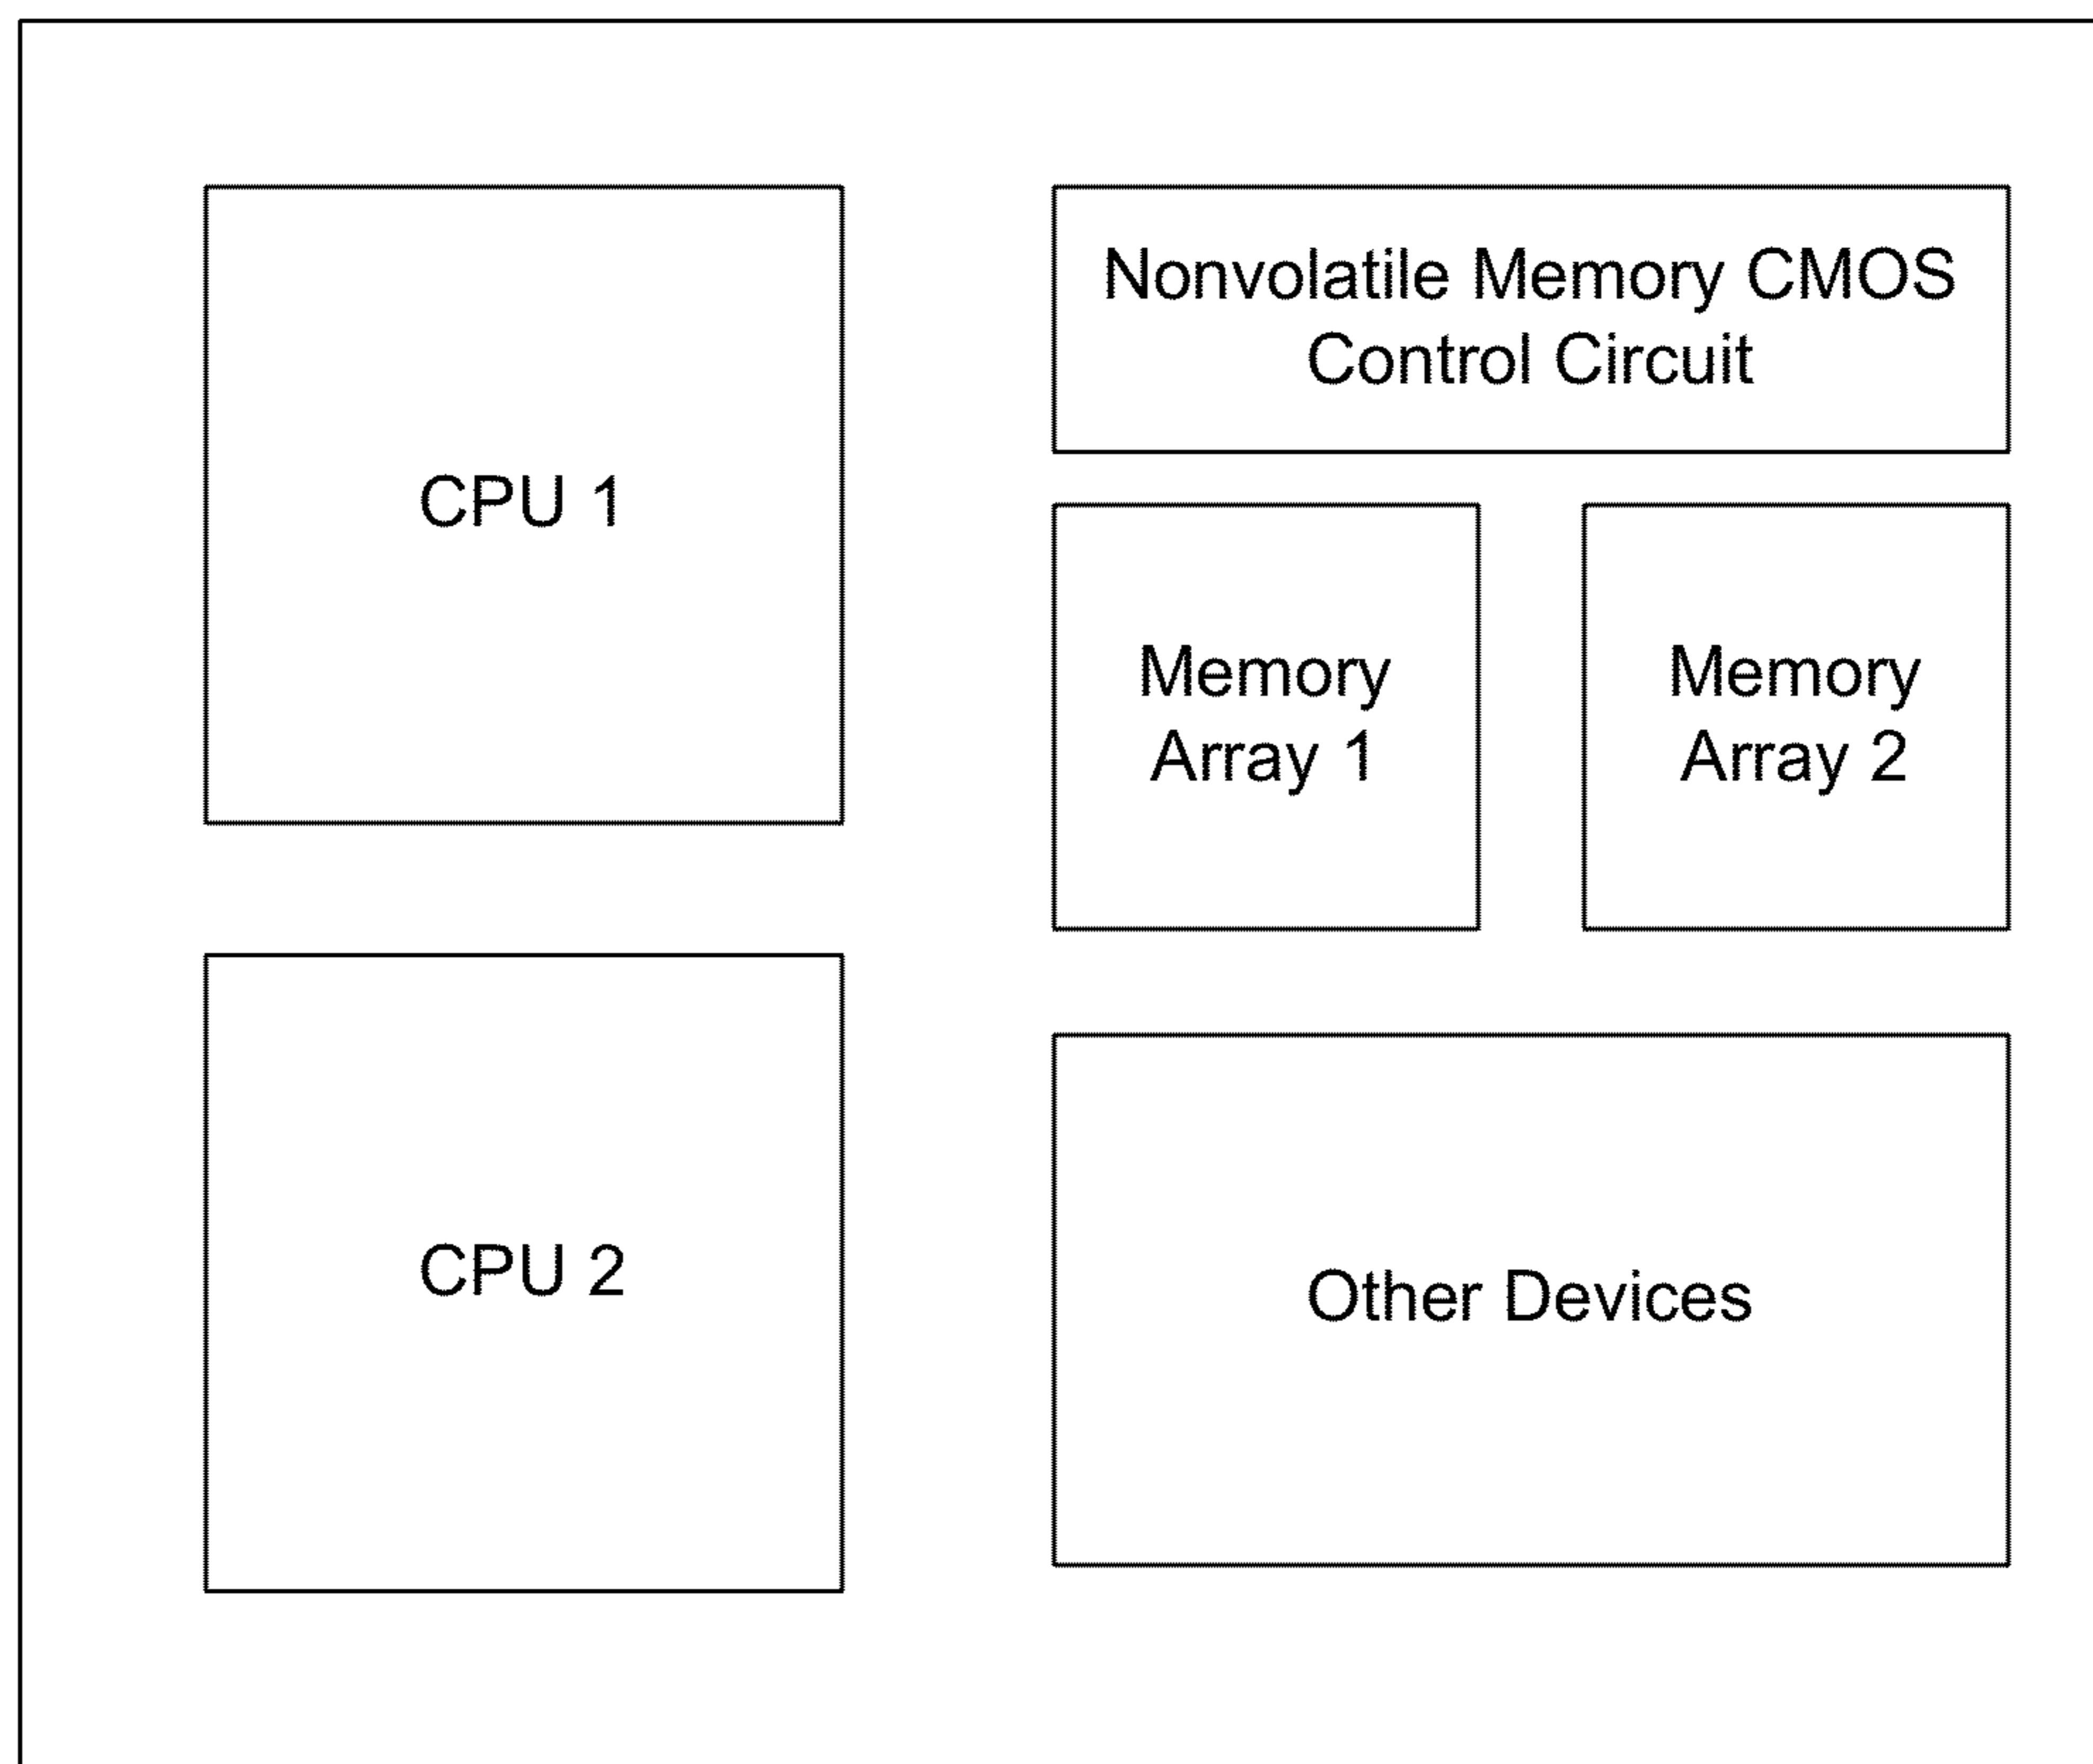 CPU 1
Nonvolatile Memory CMOS
Control Circuit
Memory
Array 1
Memory
Array 2
CPU 2
Other Devices